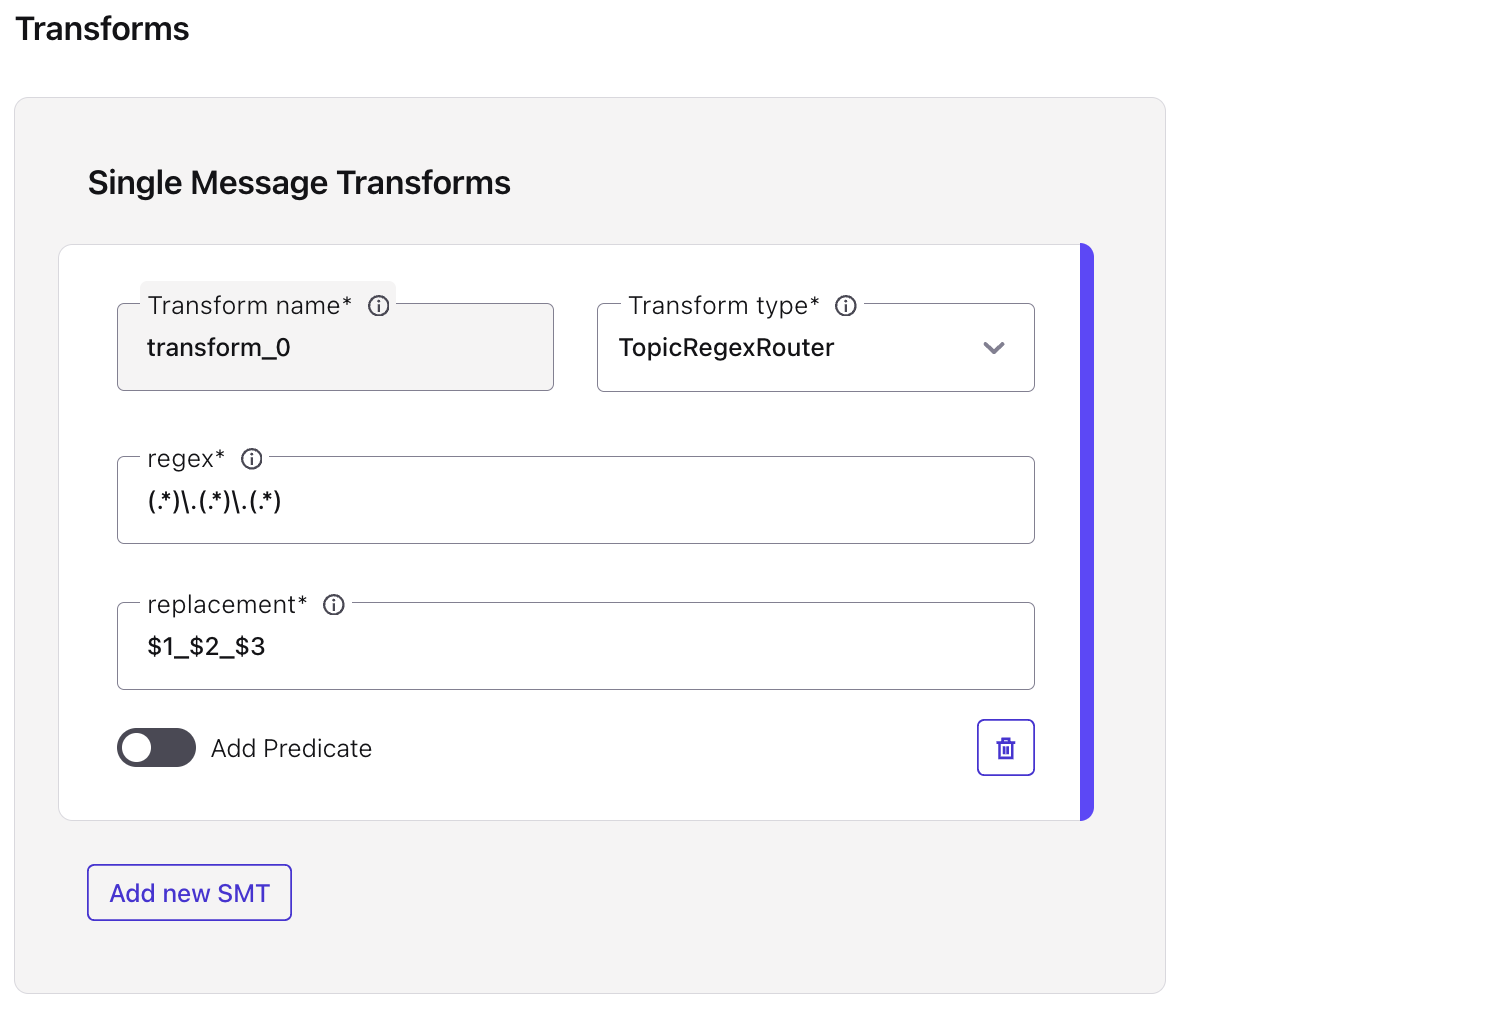 Transforms
Single Message Transforms
Transform name*
transform_0
Transform type*
TopicRegexRouter
regex*
(.*)\.(.*)\.(.*)
replacement*
$1_$2_$3
Add Predicate
Add new SMT